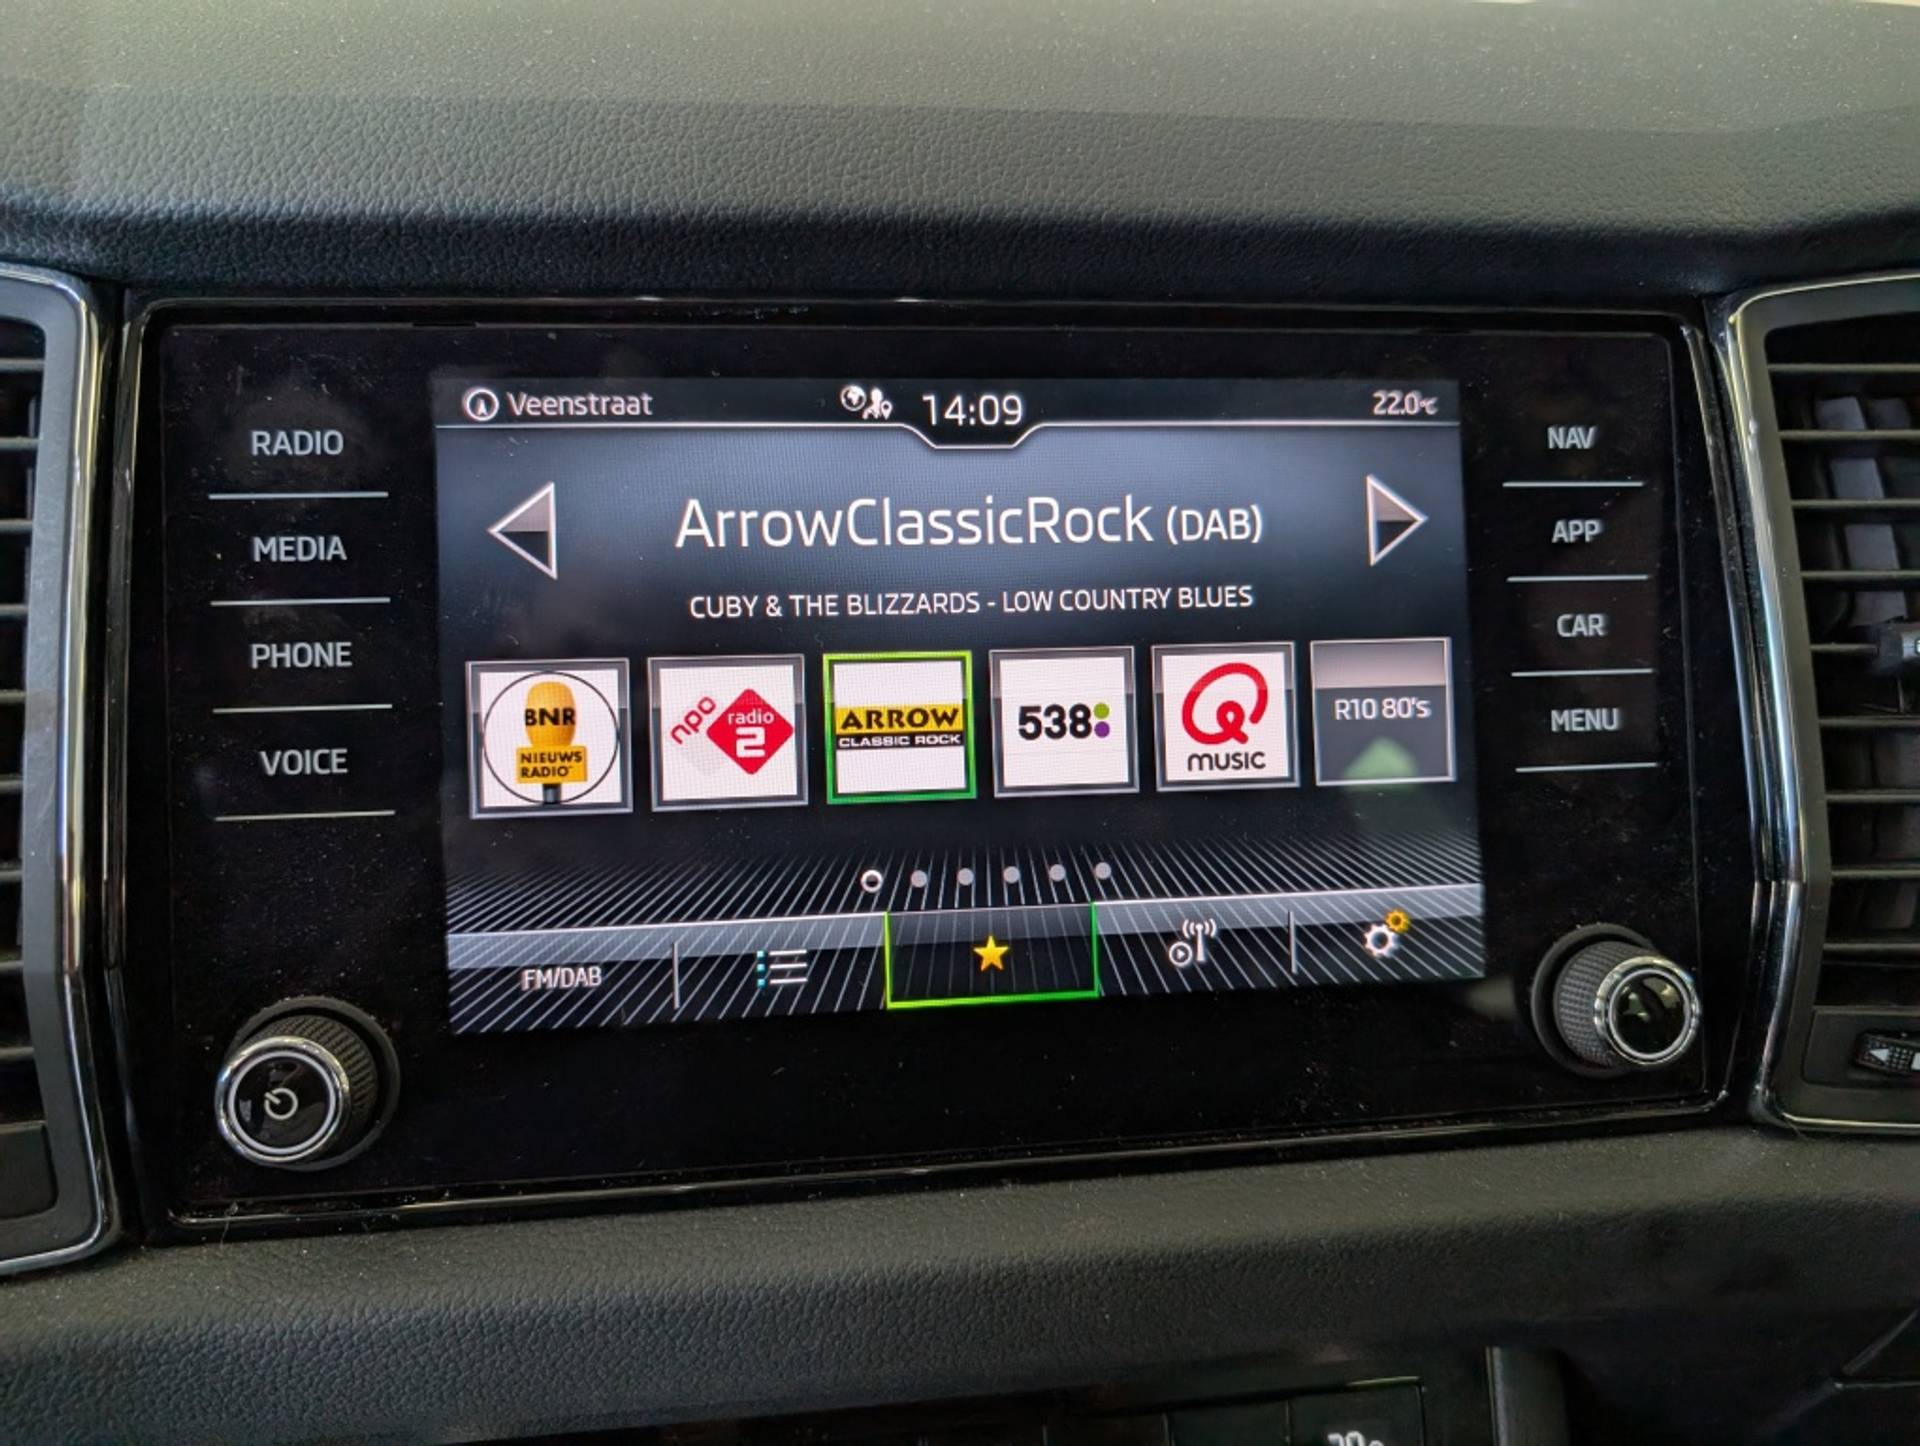 Veenstraat
14:09
22.0°C
RADIO
MEDIA
PHONE
VOICE
ArrowClassicRock (DAB)
CUBY & THE BLIZZARDS - LOW COUNTRY BLUES
BNR
NIEUWS
RADIO
npo
radio
2
ARROW
CLASSIC ROCK
538
Q
MUSIC
R10 80's
FM/DAB
NAV
APP
CAR
MENU